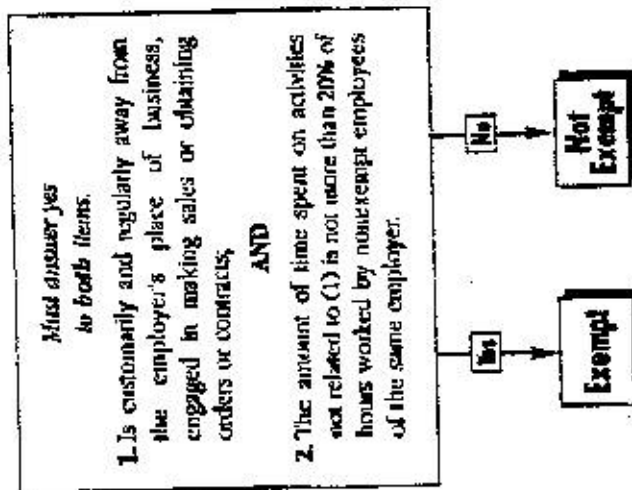 Must answer yes
to both items.
1. Is customarily and regularly away from
the employer's place of business,
engaged in making sales or obtaining
orders or contracts;
AND
2. The amount of time spent on activities
not related to (1) is not more than 20% of
hours worked by nonexempt employees
of the same employer.
Yes
No
Exempt
Not
Exempt